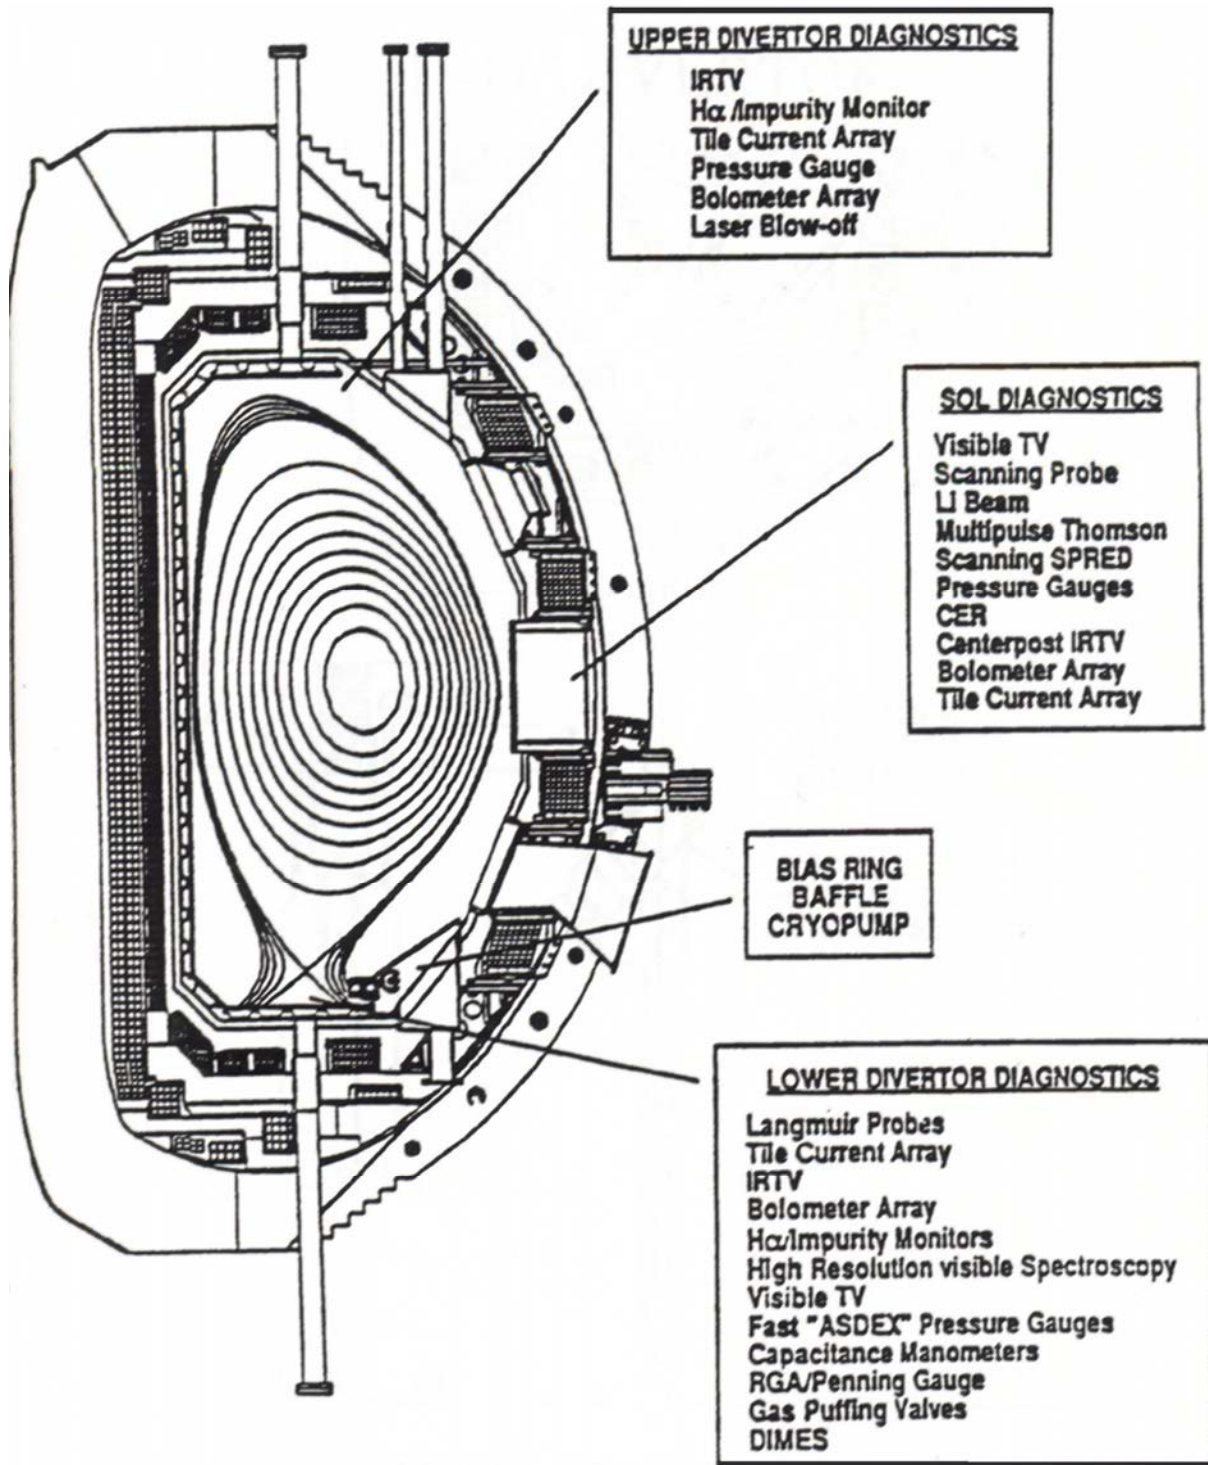 UPPER DIVERTOR DIAGNOSTICS
IRTV
Hα/Impurity Monitor
Tile Current Array
Pressure Gauge
Bolometer Array
Laser Blow-off
SOL DIAGNOSTICS
Visible TV
Scanning Probe
LI Beam
Multipulse Thomson
Scanning SPRED
Pressure Gauges
CER
Centerpost IRTV
Bolometer Array
Tile Current Array
BIAS RING
BAFFLE
CRYOPUMP
LOWER DIVERTOR DIAGNOSTICS
Langmuir Probes
Tile Current Array
IRTV
Bolometer Array
Hα/Impurity Monitors
High Resolution visible Spectroscopy
Visible TV
Fast "ASDEX" Pressure Gauges
Capacitance Manometers
RGA/Penning Gauge
Gas Puffing Valves
DIMES